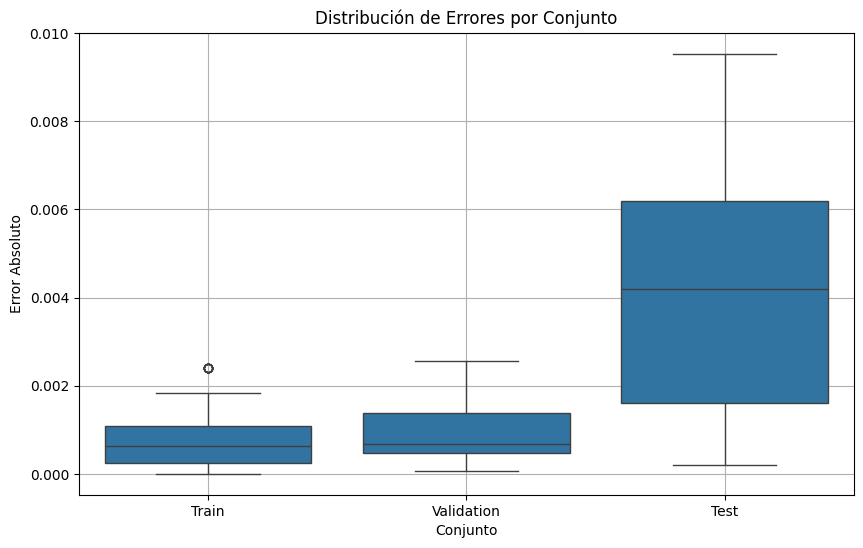 Distribución de Errores por Conjunto
0.010
0.008
0.006
0.004
0.002
0.000
Error Absoluto
Train Validation Test
Conjunto